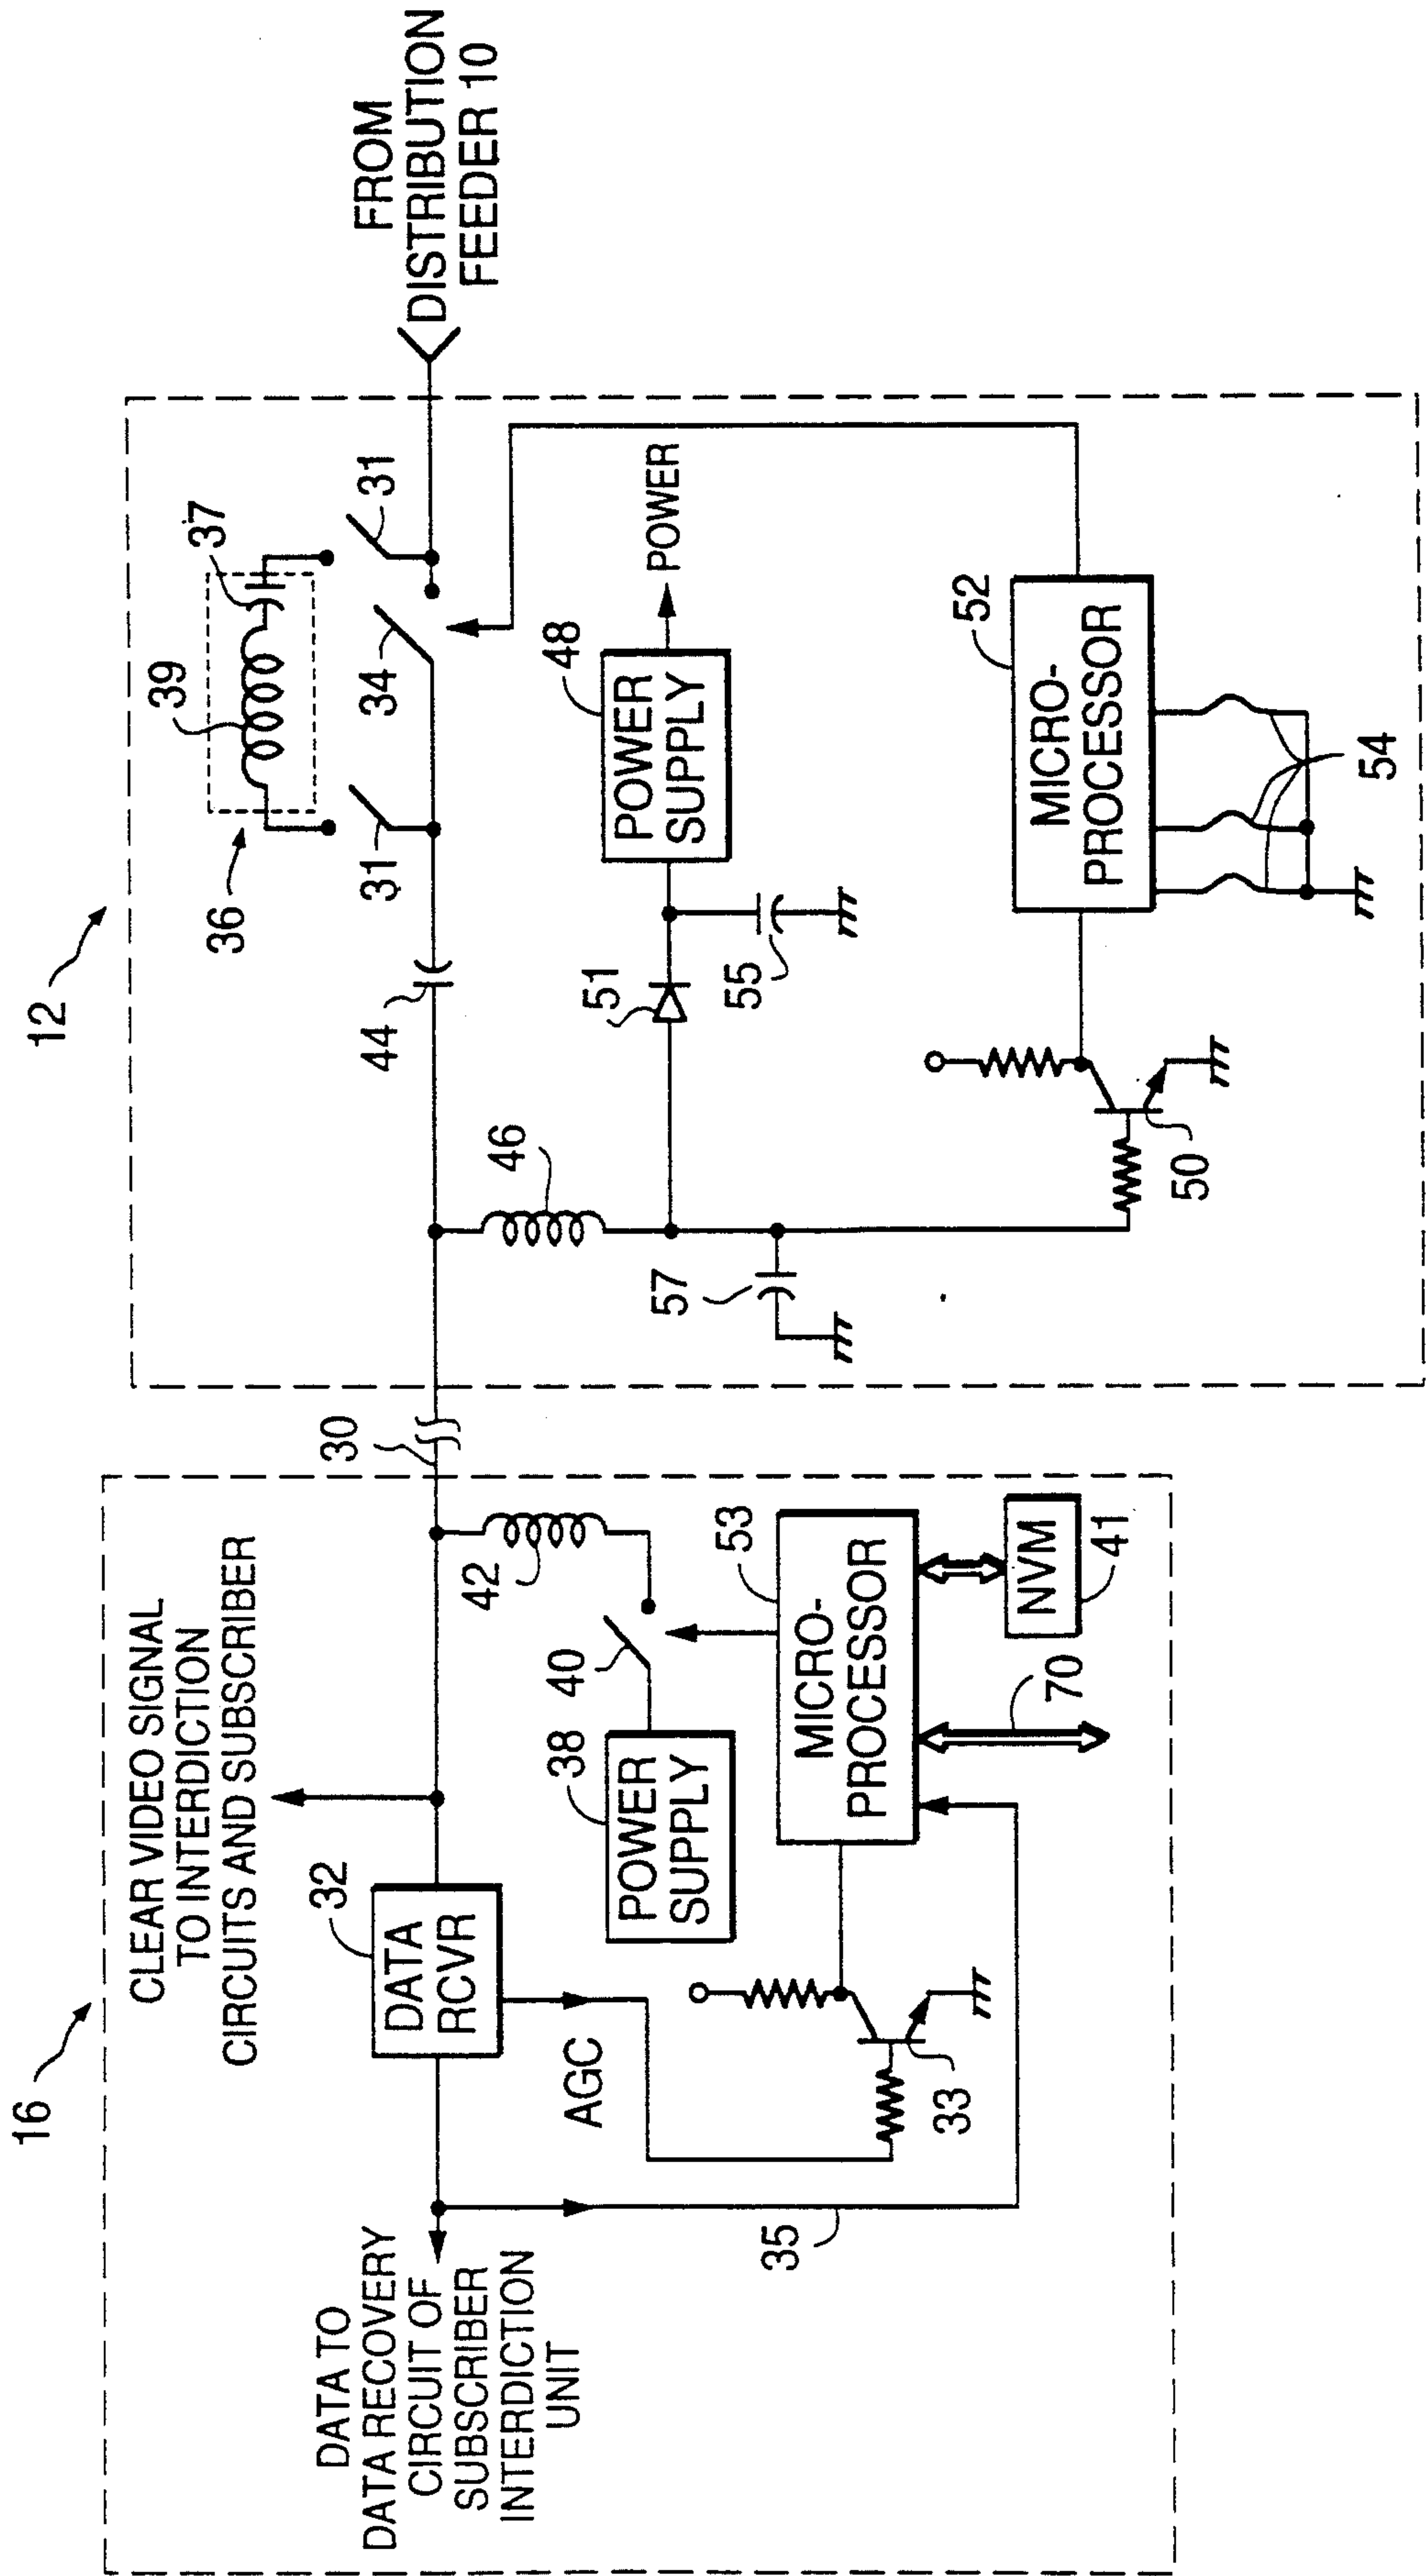 16
CLEAR VIDEO SIGNAL
TO INTERDICTION
CIRCUITS AND SUBSCRIBER
DATA TO
DATA RECOVERY
CIRCUIT OF
SUBSCRIBER
INTERDICTION
UNIT
32
DATA
RCVR
AGC
35
33
38
POWER
SUPPLY
40
42
53
MICRO-
PROCESSOR
70
NVM
41
30
12
36
39
37
31
34
31
44
46
FROM
DISTRIBUTION
FEEDER 10
51
55
48
POWER
SUPPLY
POWER
57
50
52
MICRO-
PROCESSOR
54